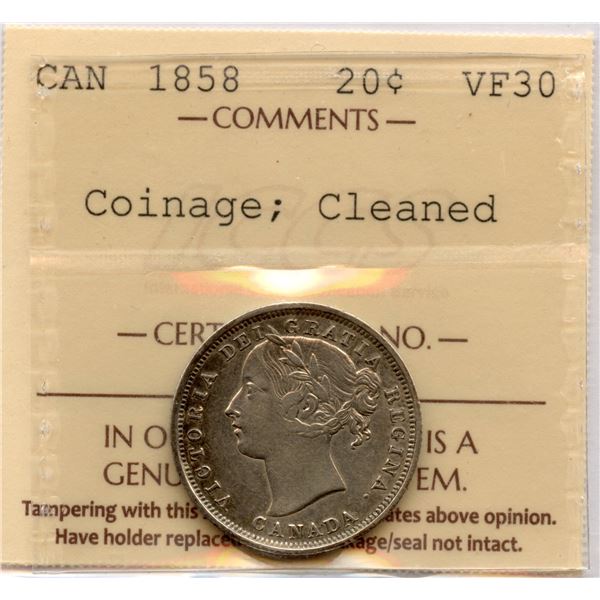 CAN 1858 20¢ VF30
— COMMENTS —
Coinage; Cleaned
— CERT NO. —
VICTORIA DEI GRATIA REGINA.
CANADA
IN O IS A
GENU EM.
Tampering with this ates above opinion.
Have holder replace kage/seal not intact.